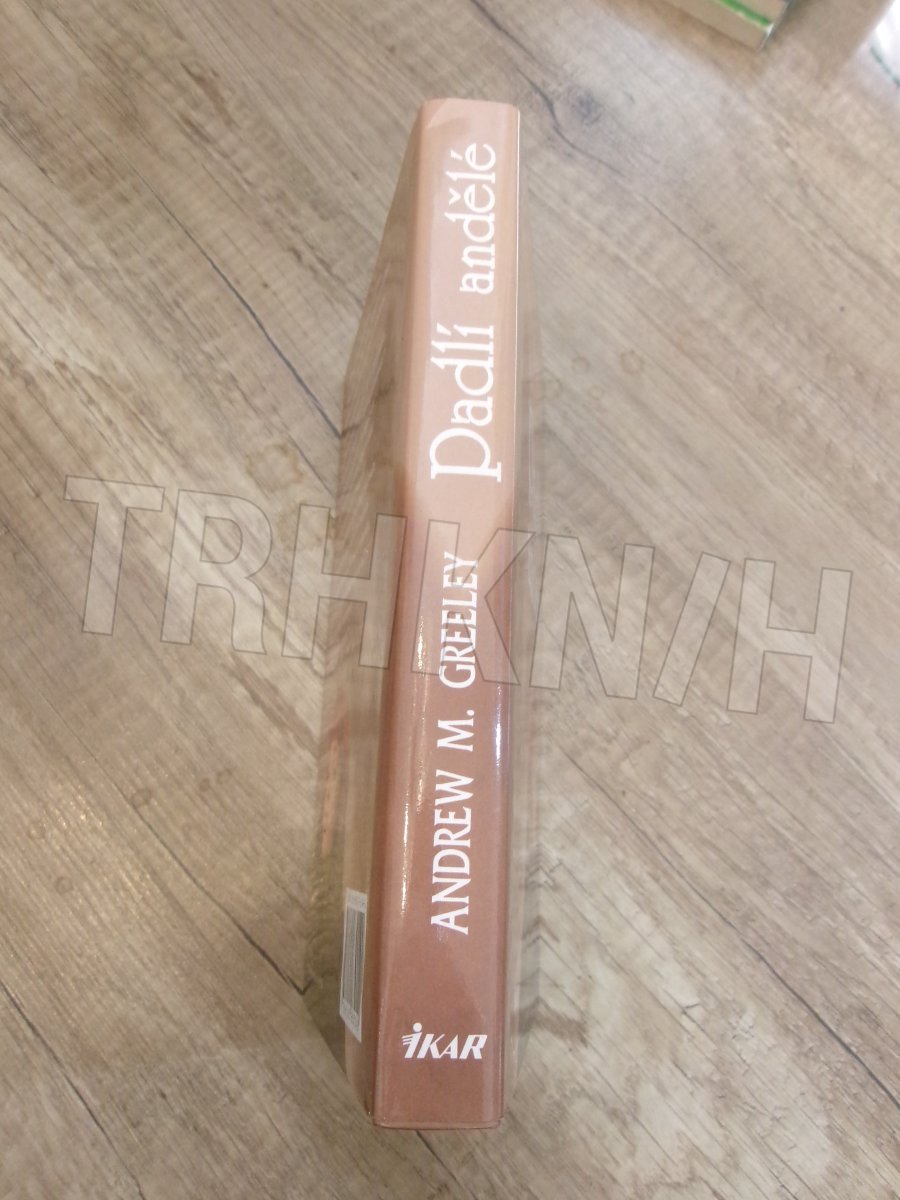 ANDREW M. GREELEY Padlí andělé
IKAR
TRHKNIH